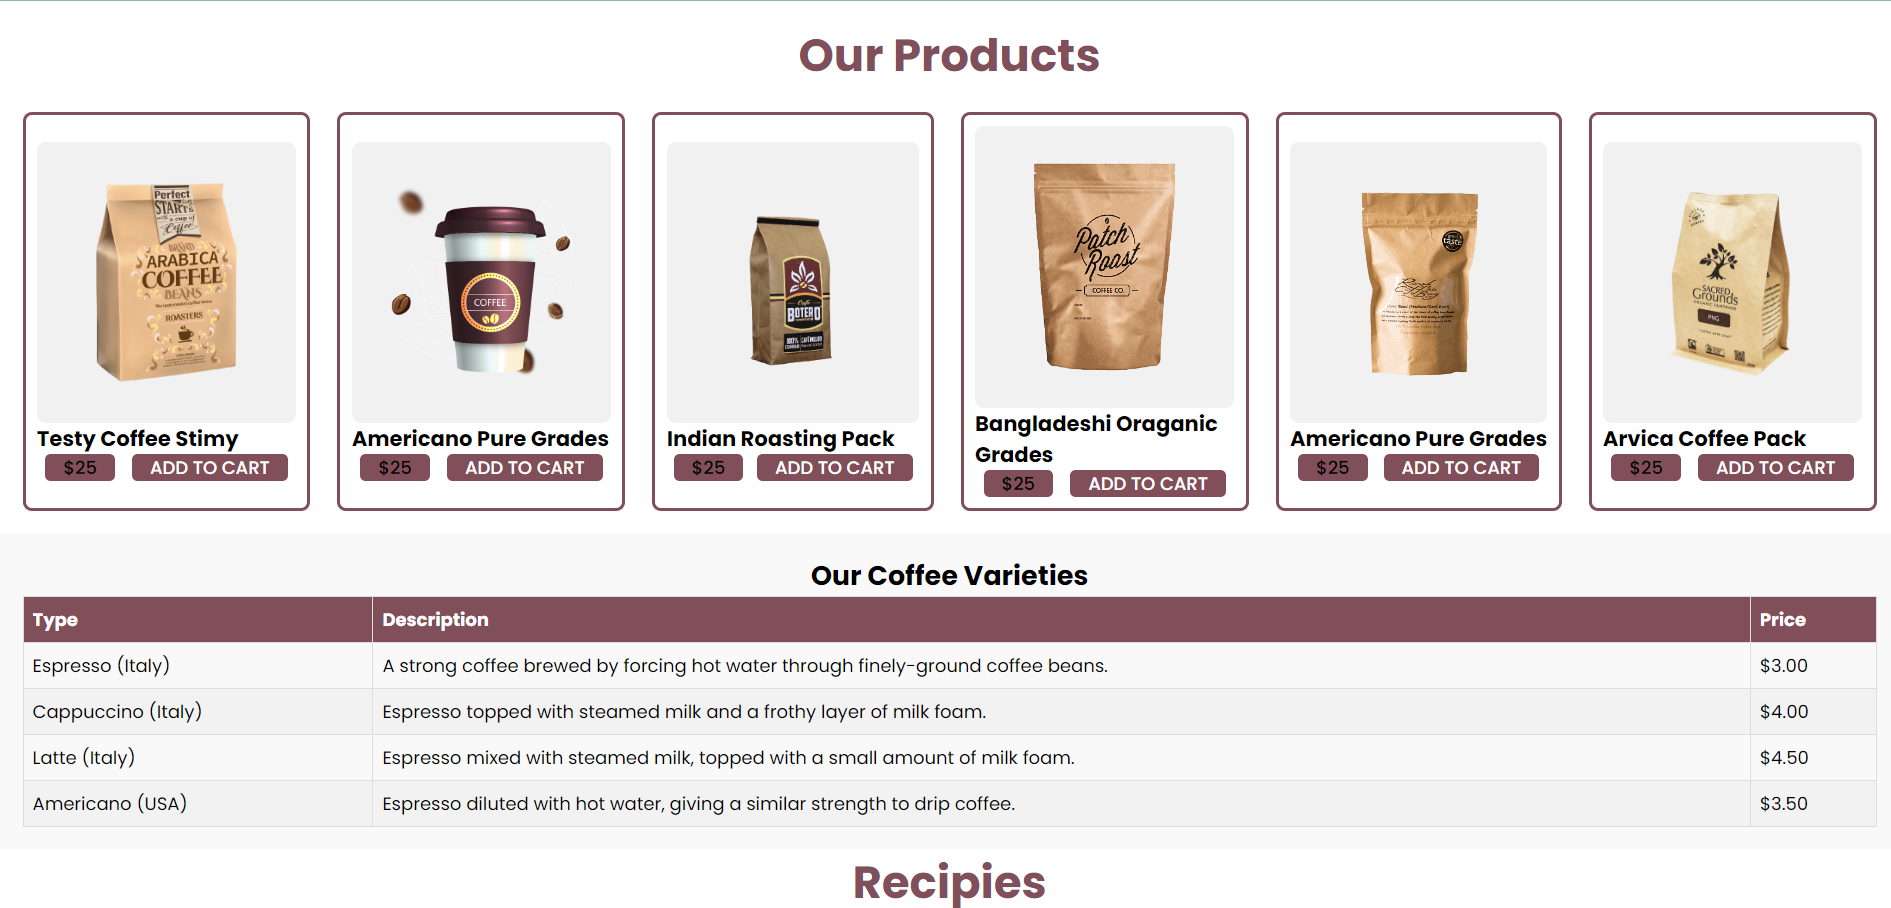 Our Products
Perfect
STARTS
with a cup of
Coffee
BRAND
ARABICA
COFFEE
BEANS
ROASTERS
COFFEE
Cafe
BOTERO
100%
Patch
Roast
COFFEE CO.
great
taste
SACRED
Grounds
ORGANIC FAIRTRADE
PNG
Testy Coffee Stimy
$25 ADD TO CART
Americano Pure Grades
$25 ADD TO CART
Indian Roasting Pack
$25 ADD TO CART
Bangladeshi Oraganic
Grades
$25 ADD TO CART
Americano Pure Grades
$25 ADD TO CART
Arvica Coffee Pack
$25 ADD TO CART
Our Coffee Varieties
Type Description Price
Espresso (Italy) A strong coffee brewed by forcing hot water through finely-ground coffee beans. $3.00
Cappuccino (Italy) Espresso topped with steamed milk and a frothy layer of milk foam. $4.00
Latte (Italy) Espresso mixed with steamed milk, topped with a small amount of milk foam. $4.50
Americano (USA) Espresso diluted with hot water, giving a similar strength to drip coffee. $3.50
Recipies